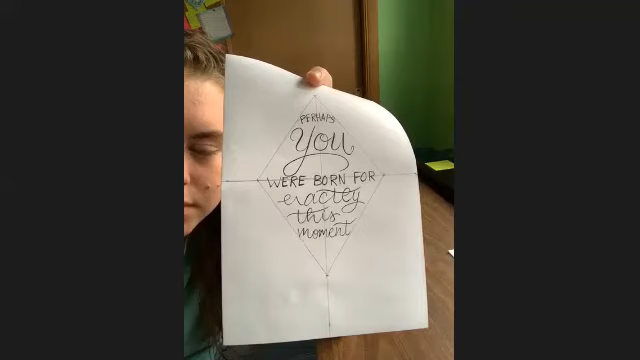 PERHAPS
you
WERE BORN FOR
exactly
this
moment